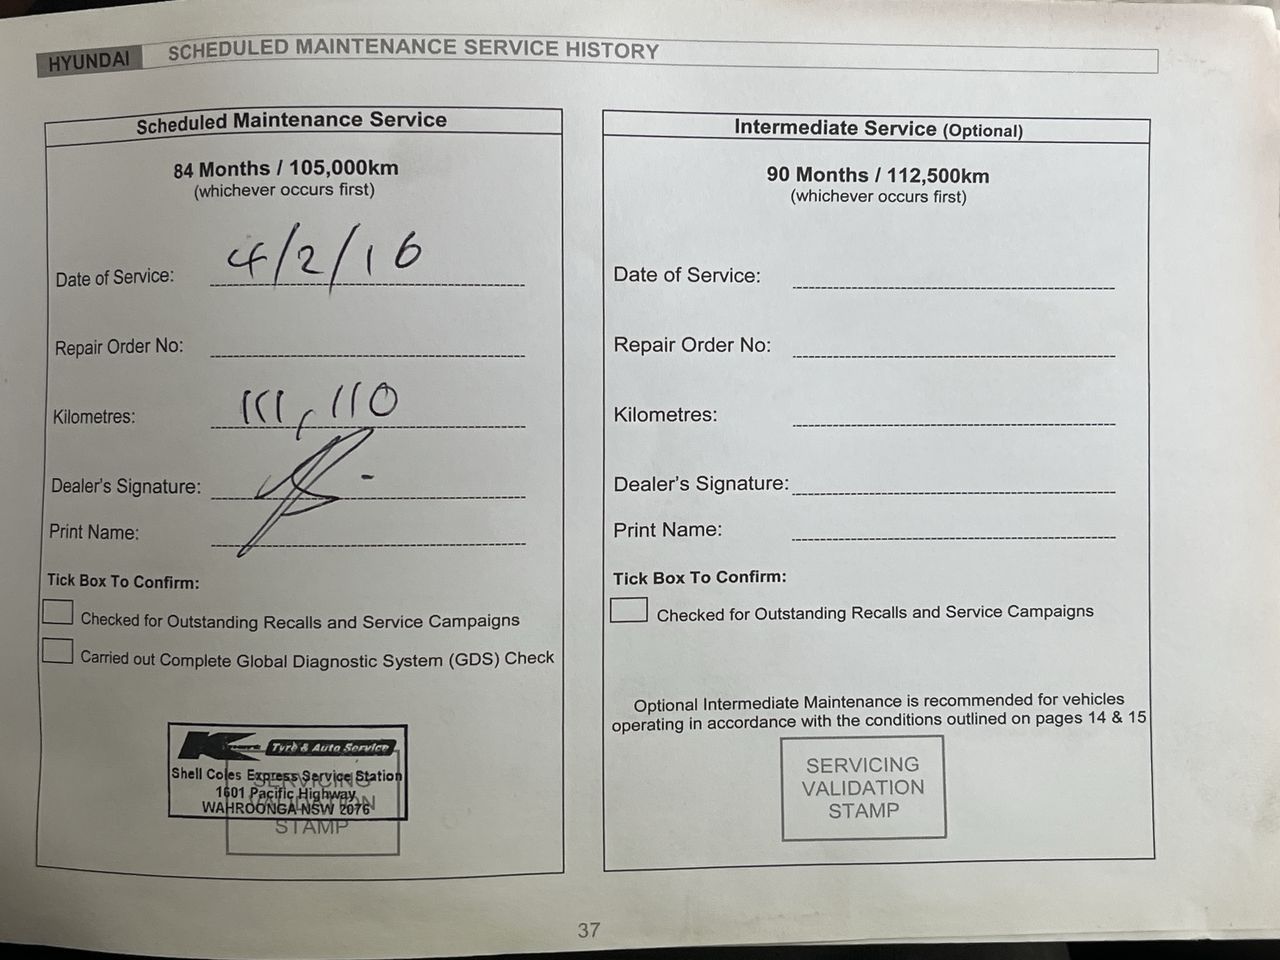 HYUNDAI
SCHEDULED MAINTENANCE SERVICE HISTORY
Scheduled Maintenance Service
84 Months / 105,000km
(whichever occurs first)
Date of Service: 4/2/16
Repair Order No:
Kilometres: 111,110
Dealer's Signature:
Print Name:
Tick Box To Confirm:
Checked for Outstanding Recalls and Service Campaigns
Carried out Complete Global Diagnostic System (GDS) Check
Tyre & Auto Service
Shell Coles Express Service Station
1601 Pacific Highway
WAHROONGA NSW 2076
SERVICING
VALIDATION
STAMP
Intermediate Service (Optional)
90 Months / 112,500km
(whichever occurs first)
Date of Service:
Repair Order No:
Kilometres:
Dealer's Signature:
Print Name:
Tick Box To Confirm:
Checked for Outstanding Recalls and Service Campaigns
Optional Intermediate Maintenance is recommended for vehicles
operating in accordance with the conditions outlined on pages 14 & 15
SERVICING
VALIDATION
STAMP
37